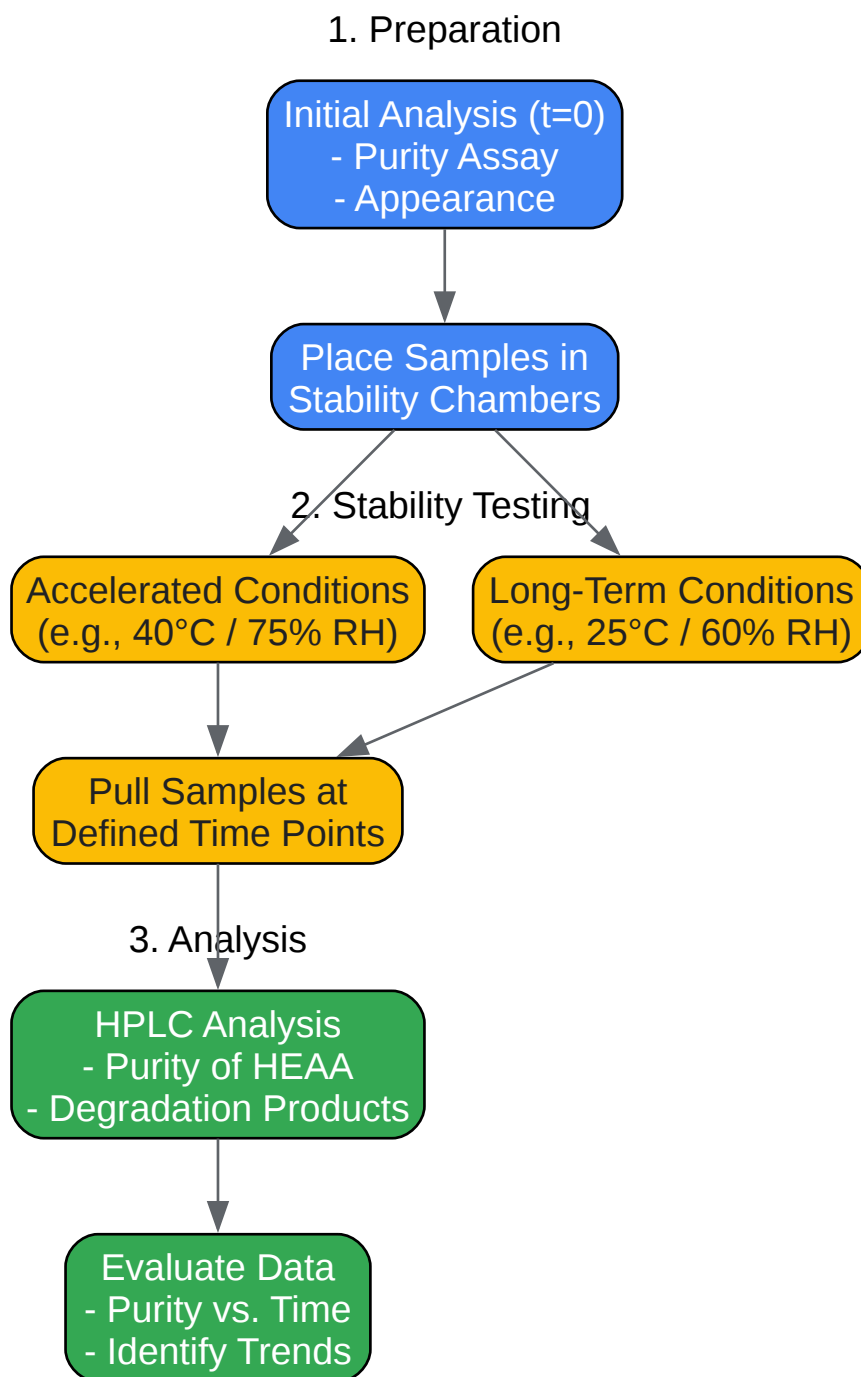 1. Preparation
Initial Analysis (t=0)
- Purity Assay
- Appearance
Place Samples in
Stability Chambers
2. Stability Testing
Accelerated Conditions
(e.g., 40°C / 75% RH)
Long-Term Conditions
(e.g., 25°C / 60% RH)
Pull Samples at
Defined Time Points
3. Analysis
HPLC Analysis
- Purity of HEAA
- Degradation Products
Evaluate Data
- Purity vs. Time
- Identify Trends